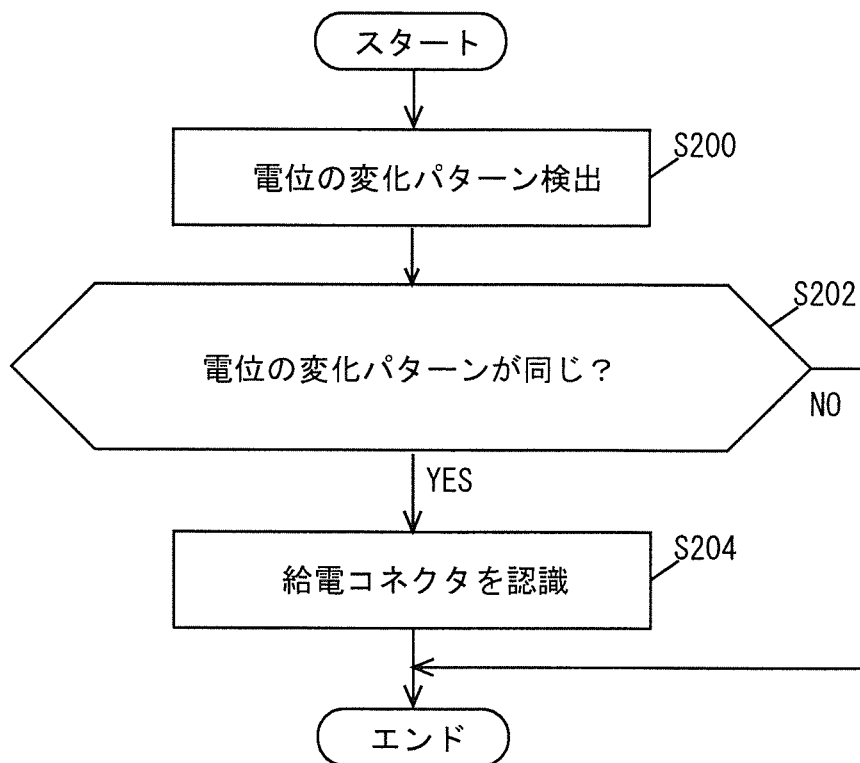 スタート
S200
電位の変化パターン検出
S202
電位の変化パターンが同じ？
NO
YES
S204
給電コネクタを認識
エンド